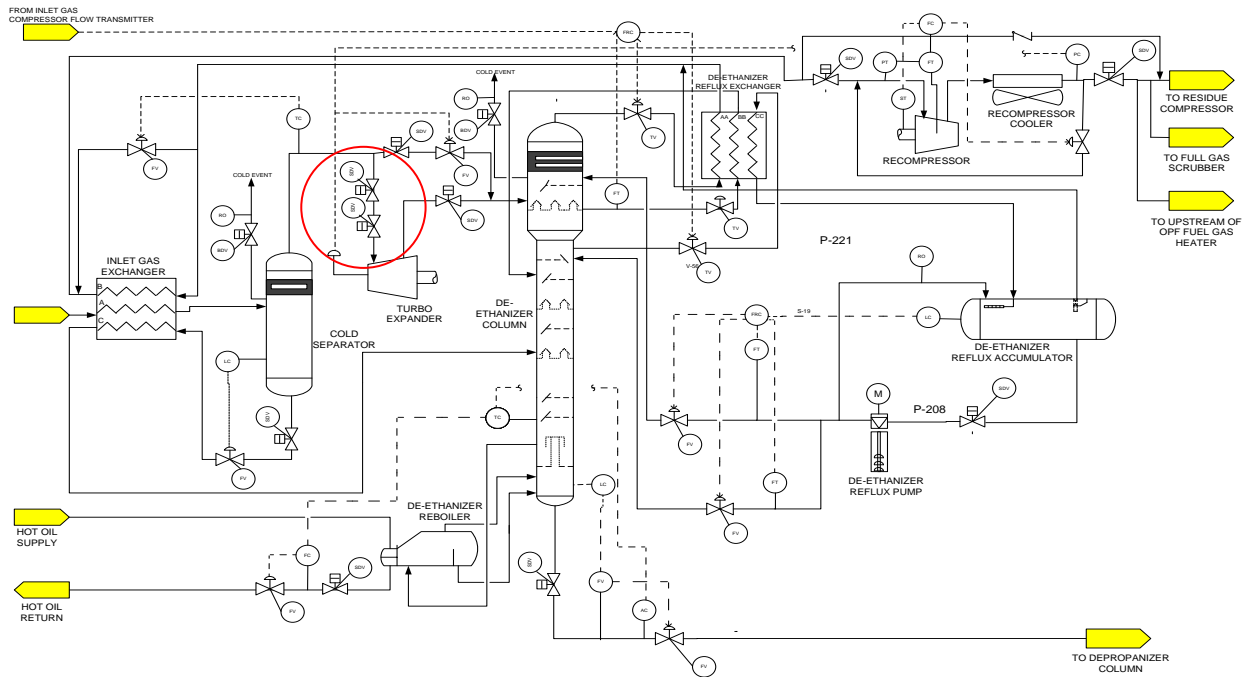 FROM INLET GAS
COMPRESSOR FLOW TRANSMITTER
FRC
FC
SDV
PC
SDV
PT
FT
ST
COLD EVENT
RO
BDV
DE-ETHANIZER
REFLUX EXCHANGER
AA
BB
CC
TV
TO RESIDUE
COMPRESSOR
RECOMPRESSOR
COOLER
RECOMPRESSOR
TO FULL GAS
SCRUBBER
TO UPSTREAM OF
OPF FUEL GAS
HEATER
TC
FV
SDV
FV
SDV
SDV
SDV
COLD EVENT
RO
BDV
FT
TV
V-58
TV
P-221
RO
INLET GAS
EXCHANGER
B
A
C
TURBO
EXPANDER
COLD
SEPARATOR
DE-
ETHANIZER
COLUMN
FRC
S-19
LC
DE-ETHANIZER
REFLUX ACCUMULATOR
FT
LC
SDV
FV
M
P-208
SDV
FV
TC
DE-ETHANIZER
REFLUX PUMP
FT
FV
LC
DE-ETHANIZER
REBOILER
HOT OIL
SUPPLY
FC
SDV
FV
HOT OIL
RETURN
SDV
FV
AC
FV
TO DEPROPANIZER
COLUMN